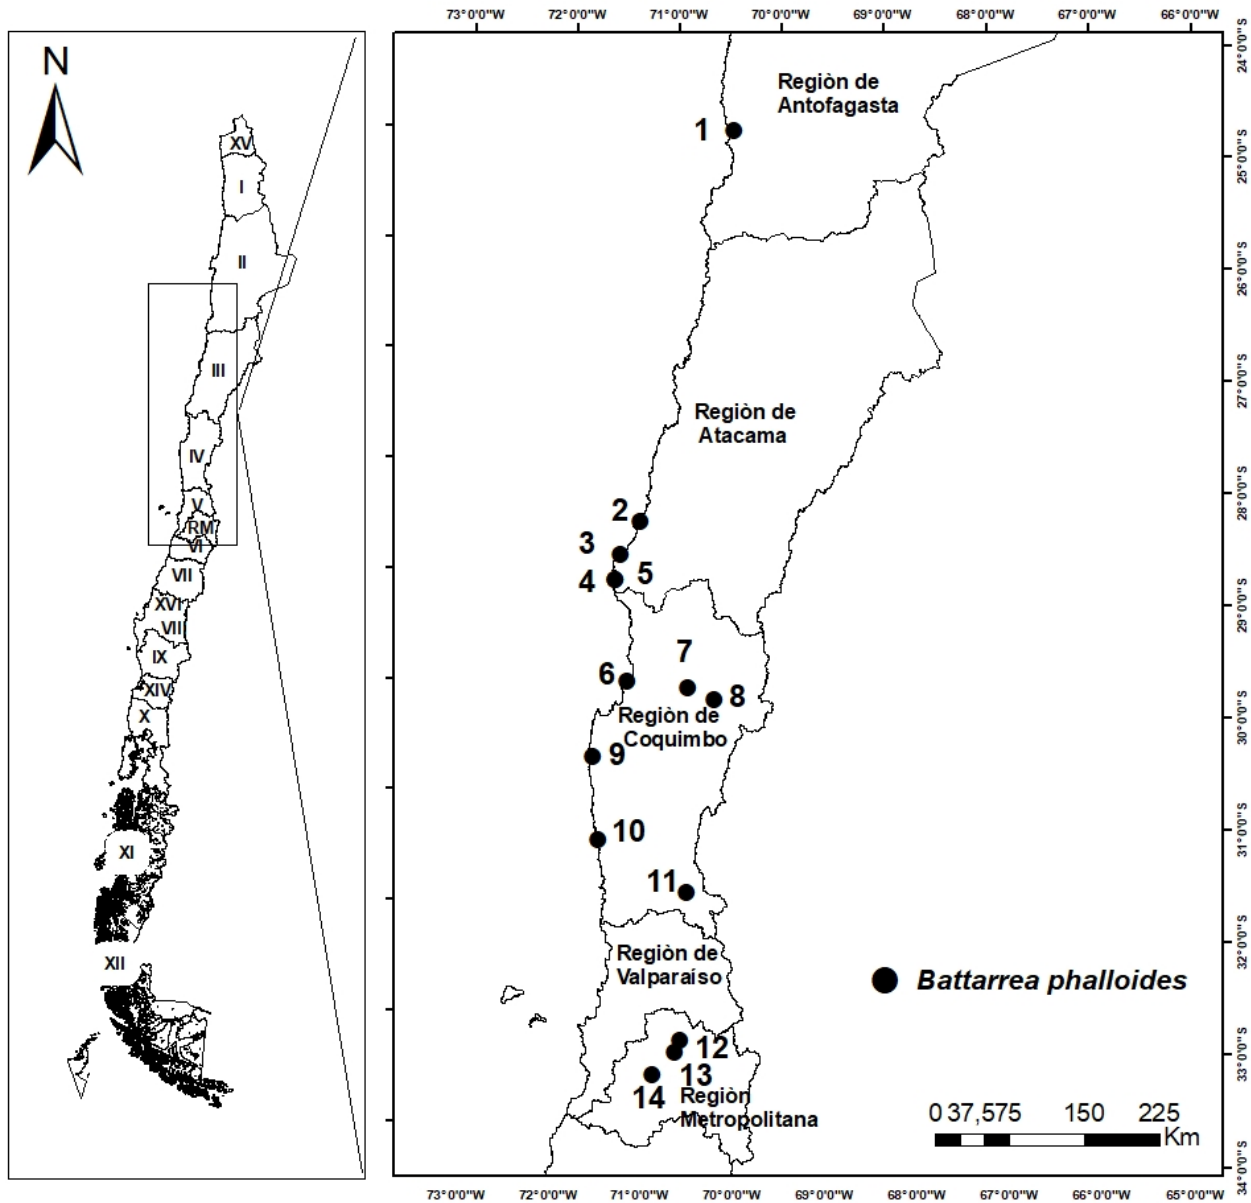 73°0'0"W 72°0'0"W 71°0'0"W 70°0'0"W 69°0'0"W 68°0'0"W 67°0'0"W 66°0'0"W
N
XV
I
II
III
IV
V
RM
VI
VII
XVI
VIII
IX
XIV
X
XI
XII
Regiòn de
Antofagasta
1
Regiòn de
Atacama
2
3
4
5
6
7
8
Regiòn de
Coquimbo
9
10
11
Regiòn de
Valparaíso
12
13
14
Regiòn
Metropolitana
Battarrea phalloides
0 37,575 150 225
Km
24°0'0"S
25°0'0"S
26°0'0"S
27°0'0"S
28°0'0"S
29°0'0"S
30°0'0"S
31°0'0"S
32°0'0"S
33°0'0"S
34°0'0"S
73°0'0"W 72°0'0"W 71°0'0"W 70°0'0"W 69°0'0"W 68°0'0"W 67°0'0"W 66°0'0"W